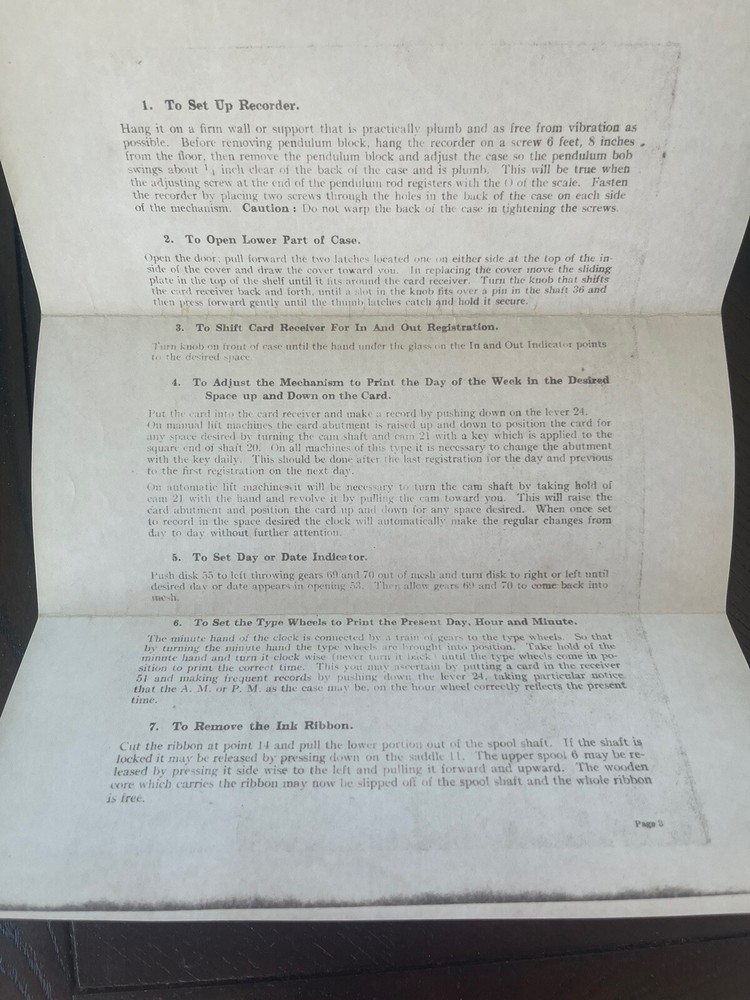 1. To Set Up Recorder.
Hang it on a firm wall or support that is practically plumb and as free from vibration as
possible. Before removing pendulum block, hang the recorder on a screw 6 feet, 8 inches
from the floor, then remove the pendulum block and adjust the case so the pendulum bob
swings about 1/4 inch clear of the back of the case and is plumb. This will be true when
the adjusting screw at the end of the pendulum rod registers with the O of the scale. Fasten
the recorder by placing two screws through the holes in the back of the case on each side
of the mechanism. Caution: Do not warp the back of the case in tightening the screws.
2. To Open Lower Part of Case.
Open the door; pull forward the two latches located one on either side at the top of the in-
side of the cover and draw the cover toward you. In replacing the cover move the sliding
plate in the top of the shelf until it fits around the card receiver. Turn the knob that shifts
the card receiver back and forth, until a slot in the knob fits over a pin in the shaft 36 and
then press forward gently until the thumb latches catch and hold it secure.
3. To Shift Card Receiver For In And Out Registration.
Turn knob on front of case until the hand under the glass on the In and Out Indicator points
to the desired space.
4. To Adjust the Mechanism to Print the Day of the Week in the Desired
Space up and Down on the Card.
Put the card into the card receiver and make a record by pushing down on the lever 24.
On manual lift machines the card abutment is raised up and down to position the card for
any space desired by turning the cam shaft and cam 21 with a key which is applied to the
square end of shaft 20. On all machines of this type it is necessary to change the abutment
with the key daily. This should be done after the last registration for the day and previous
to the first registration on the next day.
On automatic lift machines it will be necessary to turn the cam shaft by taking hold of
cam 21 with the hand and revolve it by pulling the cam toward you. This will raise the
card abutment and position the card up and down for any space desired. When once set
to record in the space desired the clock will automatically make the regular changes from
day to day without further attention.
5. To Set Day or Date Indicator.
Push disk 55 to left throwing gears 69 and 70 out of mesh and turn disk to right or left until
desired day or date appears in opening 53. Then allow gears 69 and 70 to come back into
mesh.
6. To Set the Type Wheels to Print the Present Day, Hour and Minute.
The minute hand of the clock is connected by a train of gears to the type wheels. So that
by turning the minute hand the type wheels are brought into position. Take hold of the
minute hand and turn it clock wise (never turn it back) until the type wheels come in po-
sition to print the correct time. This you may ascertain by putting a card in the receiver
51 and making frequent records by pushing down the lever 24, taking particular notice
that the A. M. or P. M. as the case may be, on the hour wheel correctly reflects the present
time.
7. To Remove the Ink Ribbon.
Cut the ribbon at point 14 and pull the lower portion out of the spool shaft. If the shaft is
locked it may be released by pressing down on the saddle 11. The upper spool 6 may be re-
leased by pressing it side wise to the left and pulling it forward and upward. The wooden
core which carries the ribbon may now be slipped off of the spool shaft and the whole ribbon
is free.
Page 5